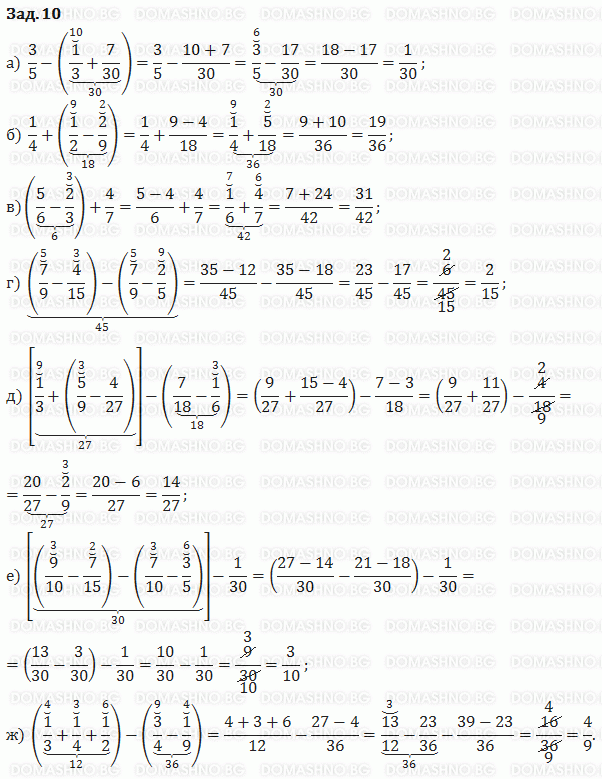 Зад. 10
а) 3/5 − (1/3 + 7/30) = 3/5 − (10 + 7)/30 = 3/5 − 17/30 = (18 − 17)/30 = 1/30 ;
б) 1/4 + (1/2 − 2/9) = 1/4 + (9 − 4)/18 = 1/4 + 5/18 = (9 + 10)/36 = 19/36 ;
в) (5/6 − 2/3) + 4/7 = (5 − 4)/6 + 4/7 = 1/6 + 4/7 = (7 + 24)/42 = 31/42 ;
г) (7/9 − 4/15) − (7/9 − 2/5) = (35 − 12)/45 − (35 − 18)/45 = 23/45 − 17/45 = 6/45 = 2/15 ;
д) [1/3 + (5/9 − 4/27)] − (7/18 − 1/6) = (9/27 + (15 − 4)/27) − (7 − 3)/18 = (9/27 + 11/27) − 4/18 =
= 20/27 − 2/9 = (20 − 6)/27 = 14/27 ;
е) [(9/10 − 7/15) − (7/10 − 3/5)] − 1/30 = ((27 − 14)/30 − (21 − 18)/30) − 1/30 =
= (13/30 − 3/30) − 1/30 = 10/30 − 1/30 = 9/30 = 3/10 ;
ж) (1/3 + 1/4 + 1/2) − (3/4 − 1/9) = (4 + 3 + 6)/12 − (27 − 4)/36 = 13/12 − 23/36 − (39 − 23)/36 = 16/36 = 4/9 .